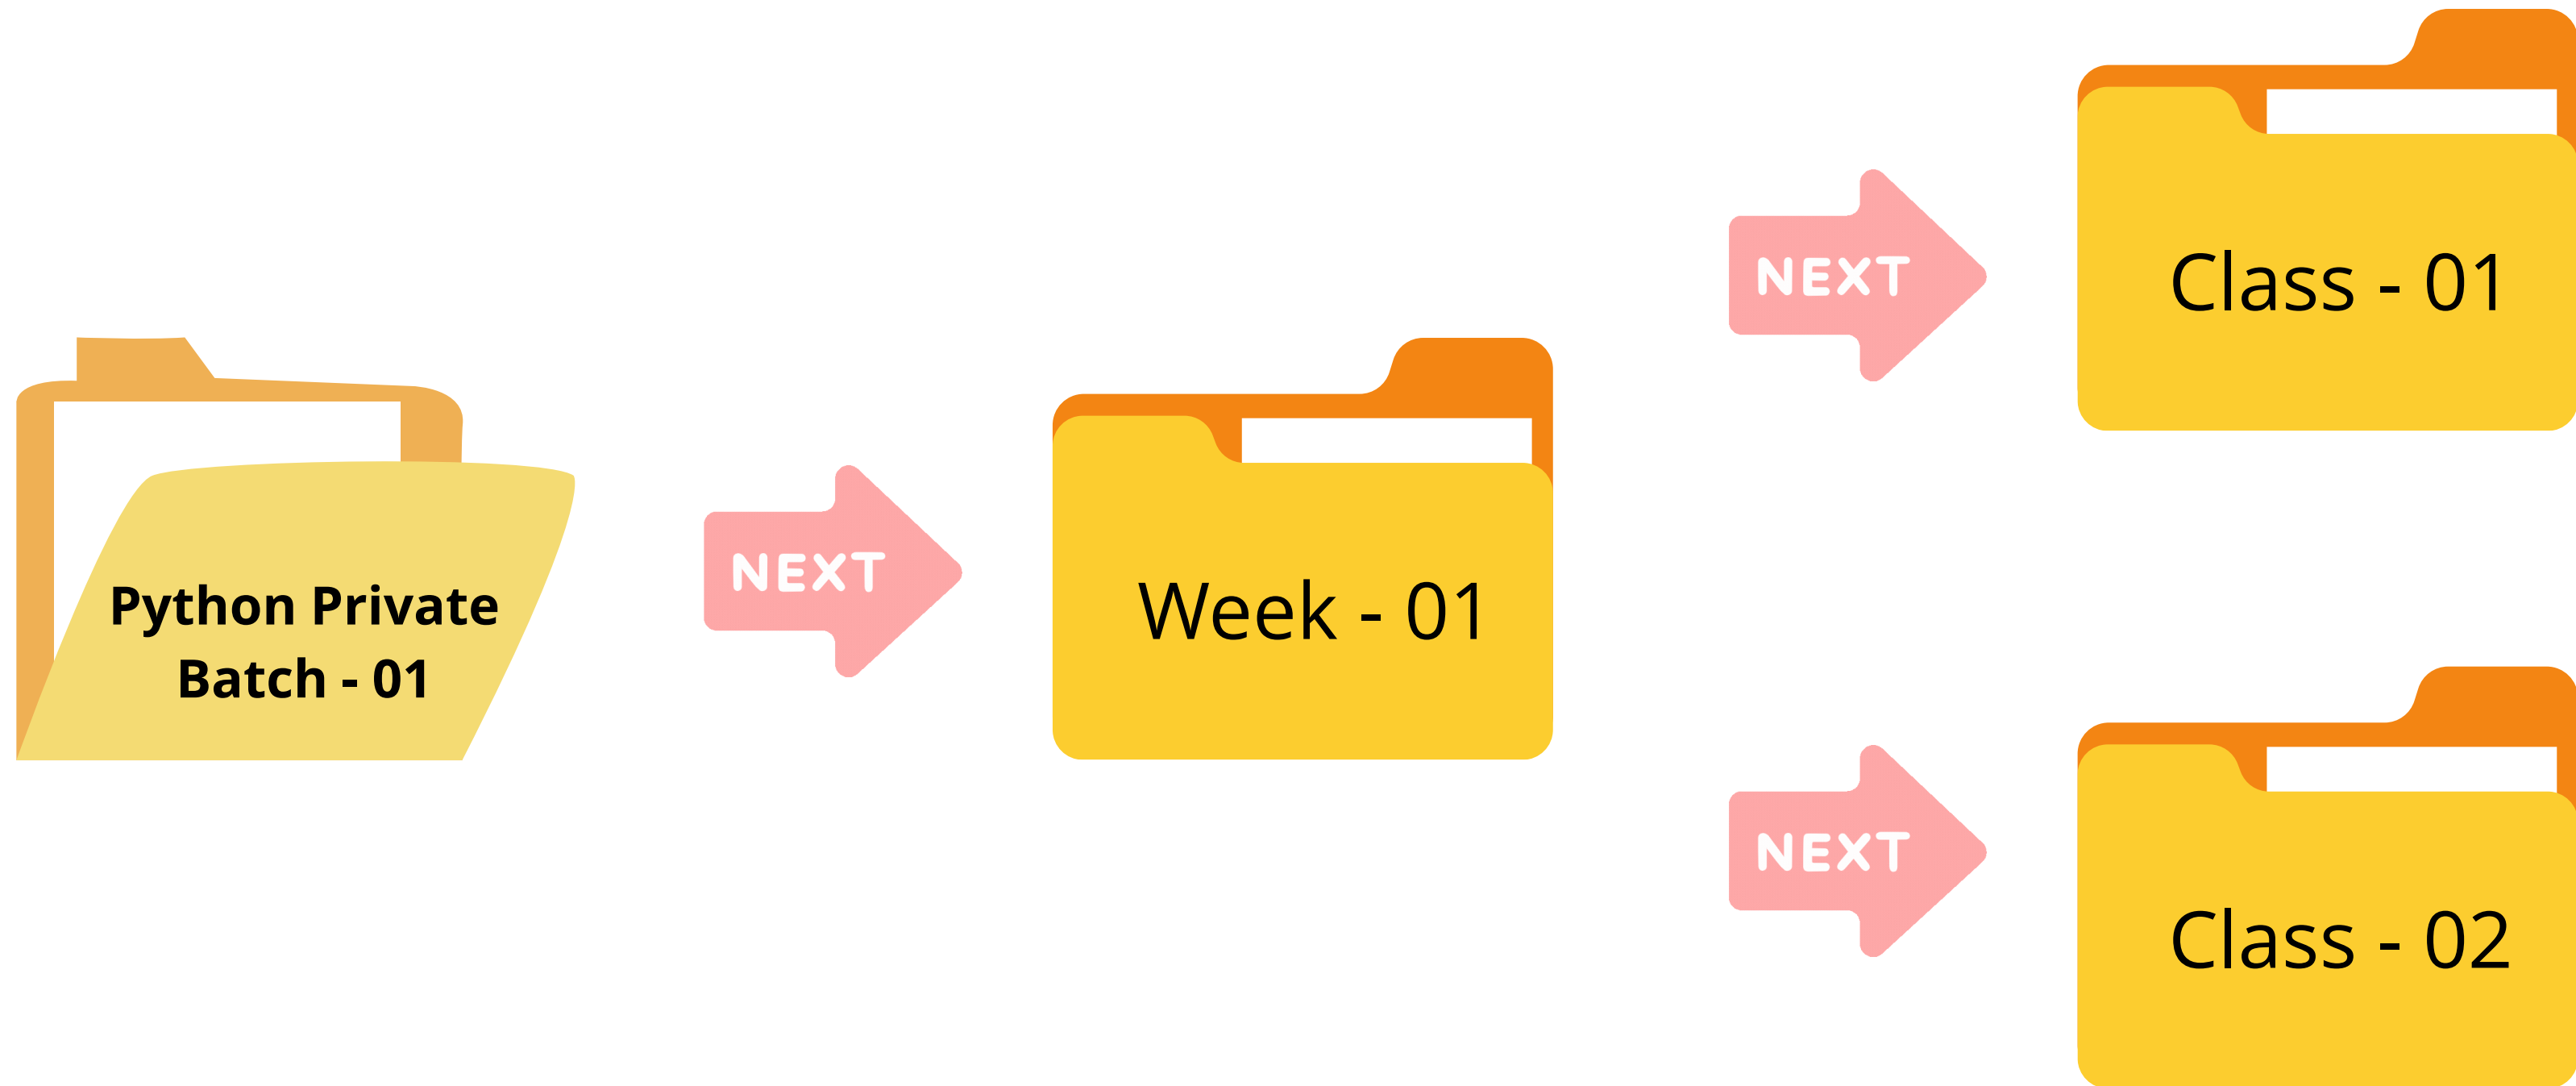 Python Private
Batch - 01
NEXT
Week - 01
NEXT
Class - 01
NEXT
Class - 02